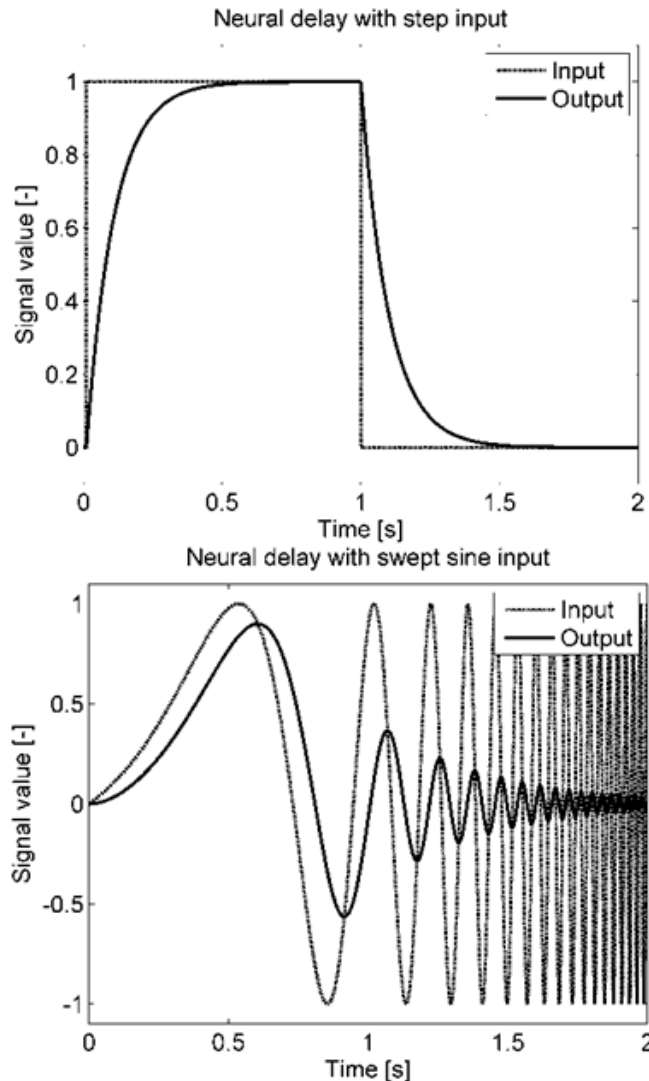 Neural delay with step input
Input
Output
1
0.8
0.6
0.4
0.2
0
Signal value [-]
0 0.5 1 1.5 2
Time [s]
Neural delay with swept sine input
Input
Output
1
0.5
0
-0.5
-1
Signal value [-]
0 0.5 1 1.5 2
Time [s]